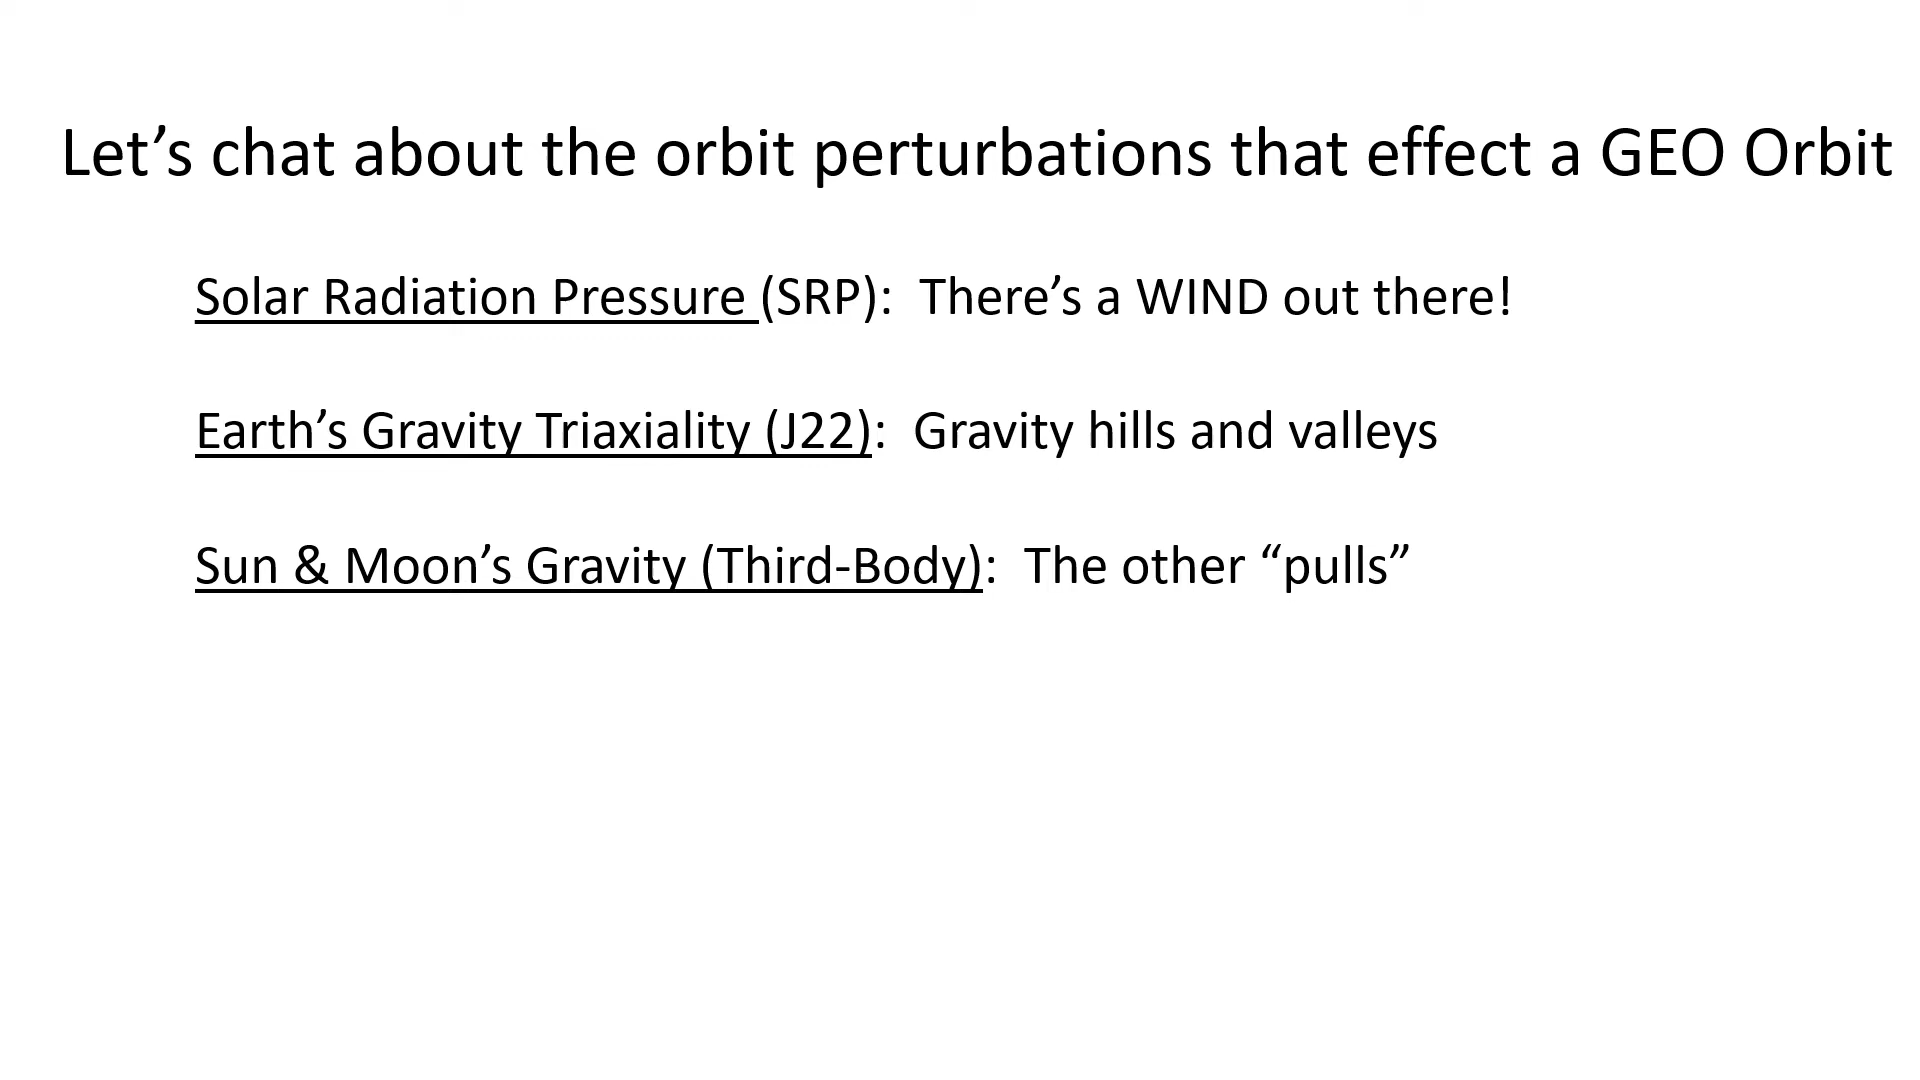 Let’s chat about the orbit perturbations that effect a GEO Orbit
Solar Radiation Pressure (SRP):  There’s a WIND out there!
Earth’s Gravity Triaxiality (J22):  Gravity hills and valleys
Sun & Moon’s Gravity (Third-Body):  The other “pulls”